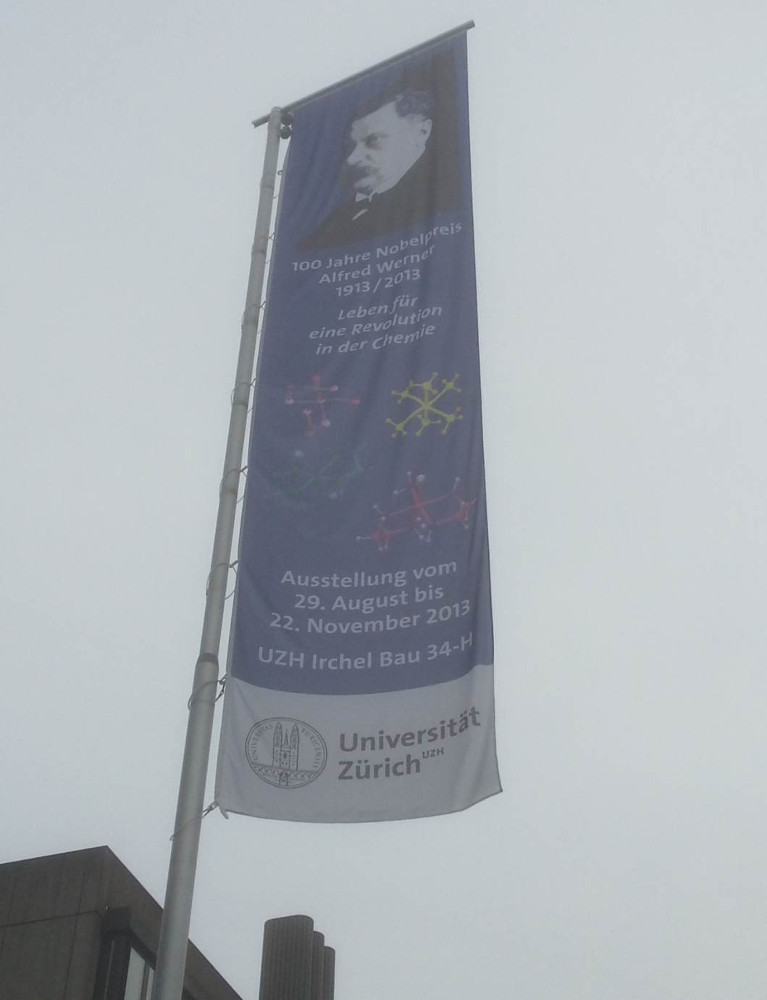 100 Jahre Nobelpreis
Alfred Werner
1913/2013
Leben für
eine Revolution
in der Chemie
Ausstellung vom
29. August bis
22. November 2013
UZH Irchel Bau 34-H
UNIVERSITAS TURICENSIS
Universität
Zürich UZH